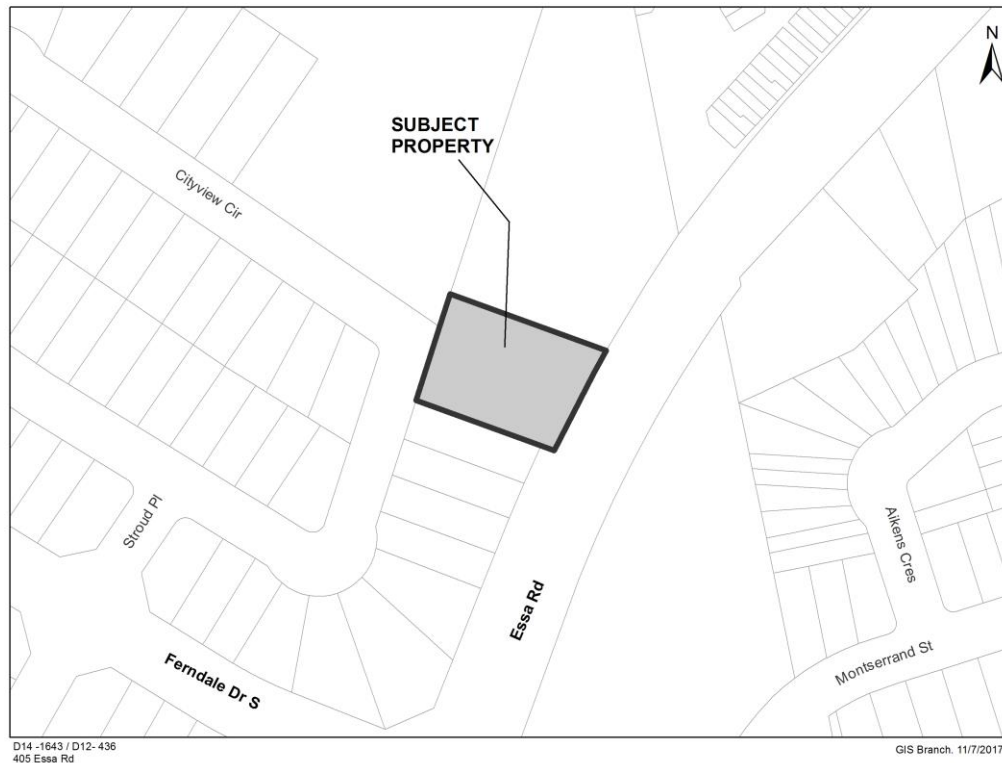 N
SUBJECT
PROPERTY
Cityview Cir
Stroud Pl
Essa Rd
Aikens Cres
Ferndale Dr S
Montserrand St
D14 -1643 / D12- 436
405 Essa Rd
GIS Branch. 11/7/2017